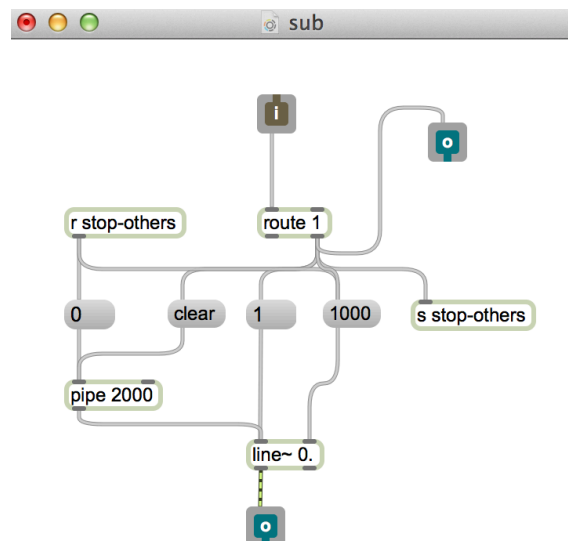 sub
i
o
r stop-others
route 1
0
clear
1
1000
s stop-others
pipe 2000
line~ 0.
o